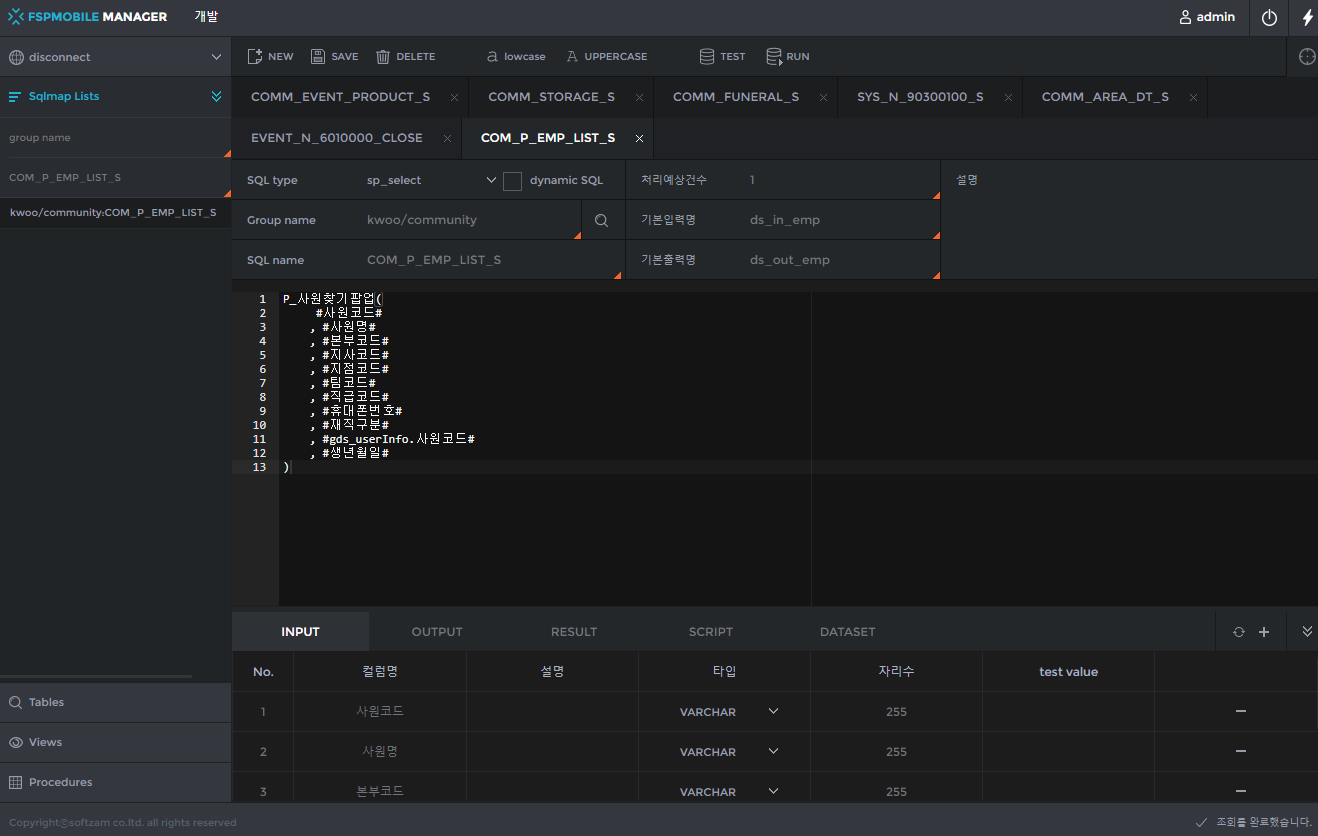 FSPMOBILE MANAGER 개발 admin
disconnect NEW SAVE DELETE a lowcase A UPPERCASE TEST RUN
Sqlmap Lists COMM_EVENT_PRODUCT_S COMM_STORAGE_S COMM_FUNERAL_S SYS_N_90300100_S COMM_AREA_DT_S
group name EVENT_N_6010000_CLOSE COM_P_EMP_LIST_S
COM_P_EMP_LIST_S SQL type sp_select dynamic SQL 처리예상건수 1 설명
kwoo/community:COM_P_EMP_LIST_S Group name kwoo/community 기본입력명 ds_in_emp
SQL name COM_P_EMP_LIST_S 기본출력명 ds_out_emp
1 P_사원찾기팝업(
2 #사원코드#
3 , #사원명#
4 , #본부코드#
5 , #지사코드#
6 , #지점코드#
7 , #팀코드#
8 , #직급코드#
9 , #휴대폰번호#
10 , #재직구분#
11 , #gds_userInfo.사원코드#
12 , #생년월일#
13 )
INPUT OUTPUT RESULT SCRIPT DATASET
No. 컬럼명 설명 타입 자리수 test value
1 사원코드 VARCHAR 255
2 사원명 VARCHAR 255
3 본부코드 VARCHAR 255
Tables
Views
Procedures
Copyright©softzam co.ltd. all rights reserved 조회를 완료했습니다.